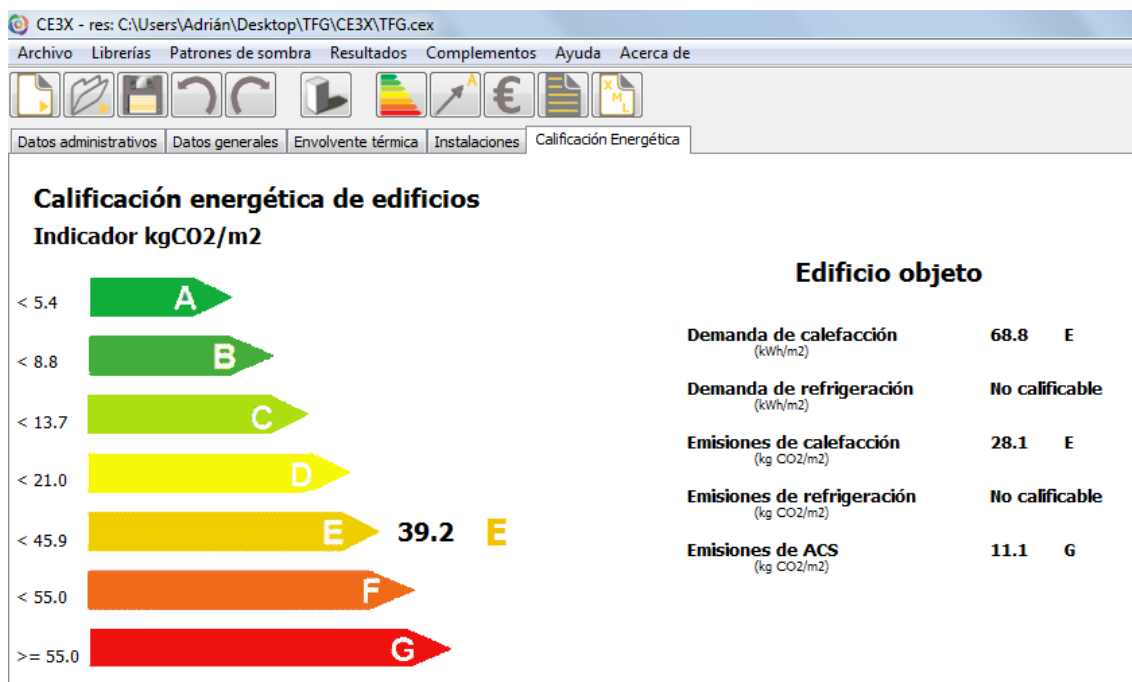 CE3X - res: C:\Users\Adrián\Desktop\TFG\CE3X\TFG.cex
Archivo Librerías Patrones de sombra Resultados Complementos Ayuda Acerca de
A € X M L
Datos administrativos Datos generales Envolvente térmica Instalaciones Calificación Energética
Calificación energética de edificios
Indicador kgCO2/m2
Edificio objeto
< 5.4 A
Demanda de calefacción 68.8 E
(kWh/m2)
< 8.8 B
Demanda de refrigeración No calificable
(kWh/m2)
< 13.7 C
Emisiones de calefacción 28.1 E
(kg CO2/m2)
< 21.0 D
Emisiones de refrigeración No calificable
(kg CO2/m2)
< 45.9 E 39.2 E
Emisiones de ACS 11.1 G
(kg CO2/m2)
< 55.0 F
>= 55.0 G